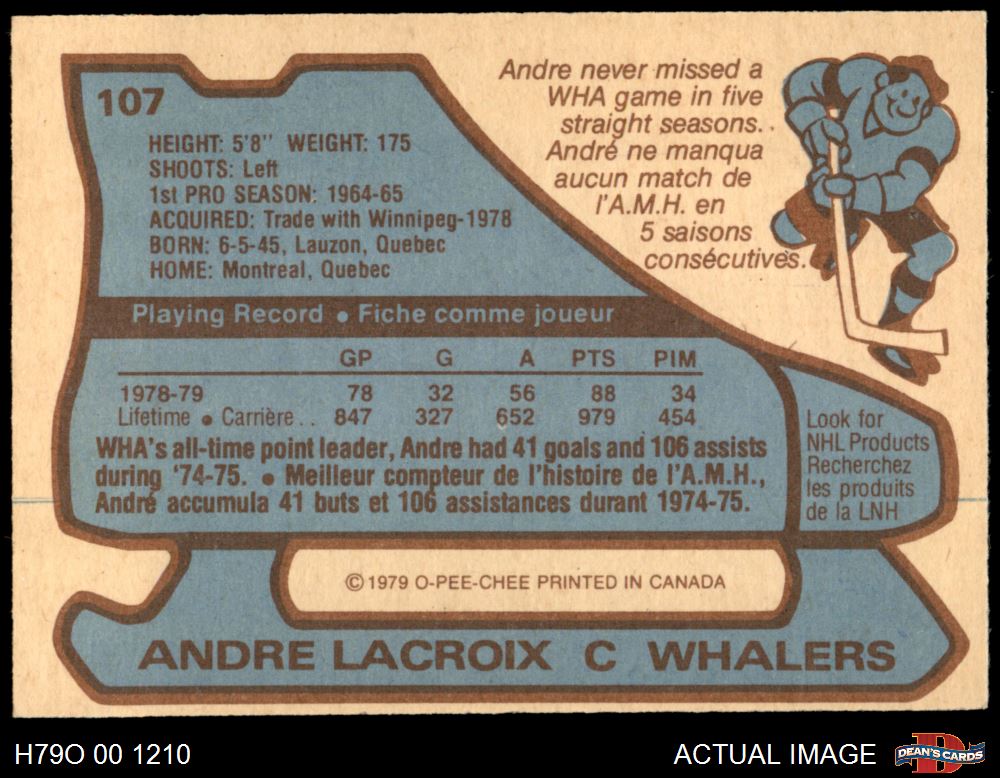 107
HEIGHT: 5'8" WEIGHT: 175
SHOOTS: Left
1st PRO SEASON: 1964-65
ACQUIRED: Trade with Winnipeg-1978
BORN: 6-5-45, Lauzon, Quebec
HOME: Montreal, Quebec
Andre never missed a
WHA game in five
straight seasons. .
André ne manqua
aucun match de
l'A.M.H. en
5 saisons
consécutives.
Playing Record • Fiche comme joueur
GP G A PTS PIM
1978-79 78 32 56 88 34
Lifetime • Carrière . . 847 327 652 979 454
WHA's all-time point leader, Andre had 41 goals and 106 assists
during '74-75. • Meilleur compteur de l'histoire de l'A.M.H.,
André accumula 41 buts et 106 assistances durant 1974-75.
Look for
NHL Products
Recherchez
les produits
de la LNH
© 1979 O-PEE-CHEE PRINTED IN CANADA
ANDRE LACROIX C WHALERS
H79O 00 1210
ACTUAL IMAGE
D
DEAN'S CARDS